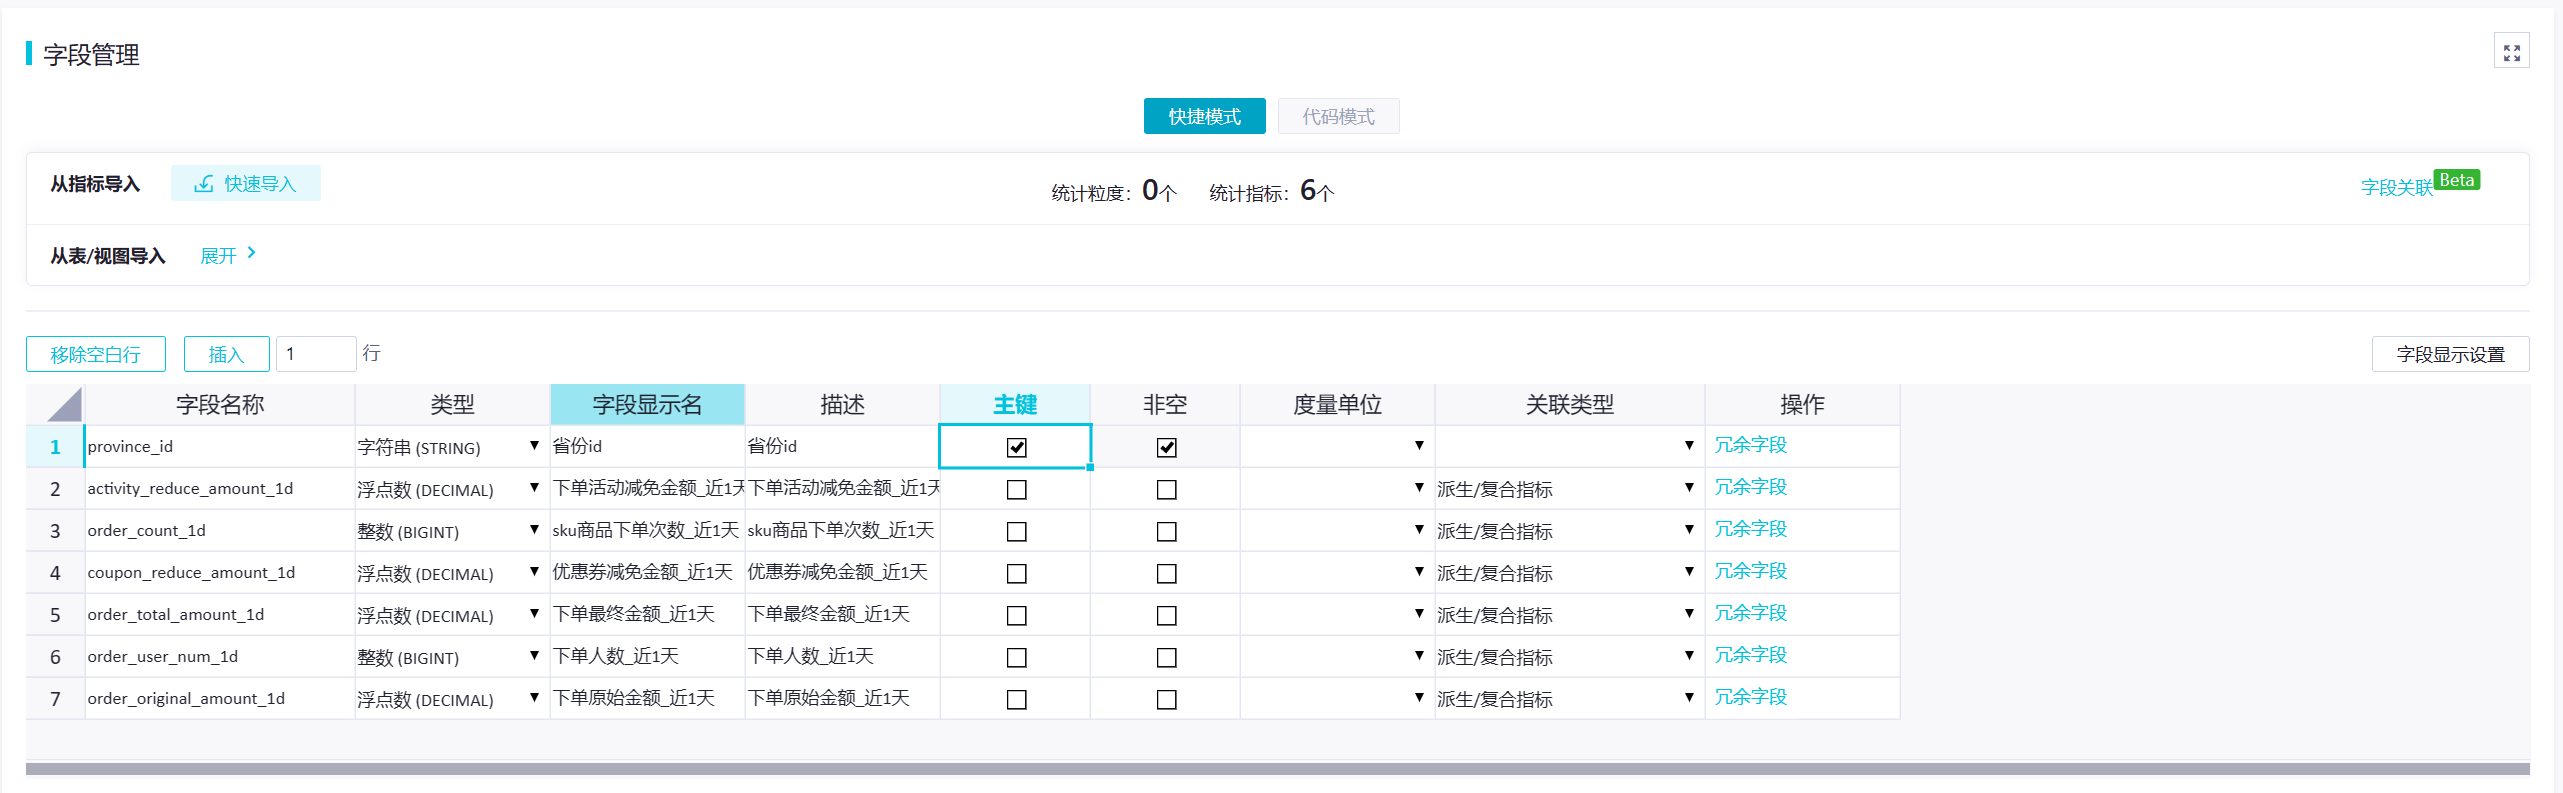 字段管理
快捷模式 代码模式
从指标导入 快速导入 统计粒度：0个 统计指标：6个 字段关联 Beta
从表/视图导入 展开
移除空白行 插入 1 行 字段显示设置
字段名称 类型 字段显示名 描述 主键 非空 度量单位 关联类型 操作
1 province_id 字符串 (STRING) 省份id 省份id 冗余字段
2 activity_reduce_amount_1d 浮点数 (DECIMAL) 下单活动减免金额_近1天 下单活动减免金额_近1天 派生/复合指标 冗余字段
3 order_count_1d 整数 (BIGINT) sku商品下单次数_近1天 sku商品下单次数_近1天 派生/复合指标 冗余字段
4 coupon_reduce_amount_1d 浮点数 (DECIMAL) 优惠券减免金额_近1天 优惠券减免金额_近1天 派生/复合指标 冗余字段
5 order_total_amount_1d 浮点数 (DECIMAL) 下单最终金额_近1天 下单最终金额_近1天 派生/复合指标 冗余字段
6 order_user_num_1d 整数 (BIGINT) 下单人数_近1天 下单人数_近1天 派生/复合指标 冗余字段
7 order_original_amount_1d 浮点数 (DECIMAL) 下单原始金额_近1天 下单原始金额_近1天 派生/复合指标 冗余字段